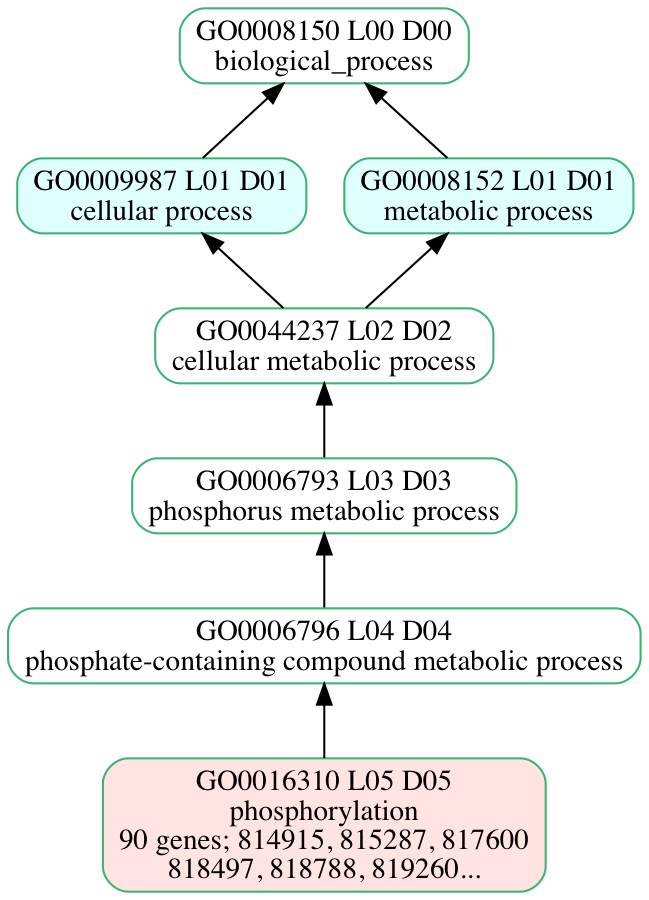 GO0008150 L00 D00
biological_process
GO0009987 L01 D01
cellular process
GO0008152 L01 D01
metabolic process
GO0044237 L02 D02
cellular metabolic process
GO0006793 L03 D03
phosphorus metabolic process
GO0006796 L04 D04
phosphate-containing compound metabolic process
GO0016310 L05 D05
phosphorylation
90 genes; 814915, 815287, 817600
818497, 818788, 819260...